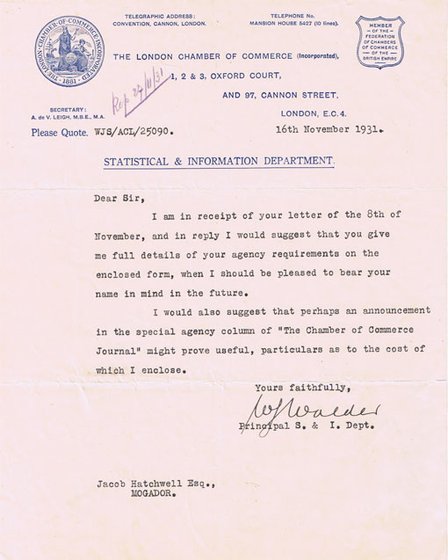 TELEGRAPHIC ADDRESS:
CONVENTION, CANNON, LONDON.
TELEPHONE No.
MANSION HOUSE 5427 (10 lines).
THE LONDON CHAMBER OF COMMERCE (Incorporated),
1, 2 & 3, OXFORD COURT,
AND 97, CANNON STREET,
LONDON, E.C. 4.
THE LONDON CHAMBER OF COMMERCE INCORPORATED
1881
MEMBER
OF THE
FEDERATION
OF CHAMBERS
OF COMMERCE
OF THE
BRITISH EMPIRE
SECRETARY:
A. de V. LEIGH, M.B.E., M.A.
Please Quote. WJS/ACL/25090.
16th November 1931.
STATISTICAL & INFORMATION DEPARTMENT.
Dear Sir,
I am in receipt of your letter of the 8th of
November, and in reply I would suggest that you give
me full details of your agency requirements on the
enclosed form, when I should be pleased to bear your
name in mind in the future.
I would also suggest that perhaps an announcement
in the special agency column of "The Chamber of Commerce
Journal" might prove useful, particulars as to the cost of
which I enclose.
Yours faithfully,
Principal S. & I. Dept.
Jacob Hatchwell Esq.,
MOGADOR.